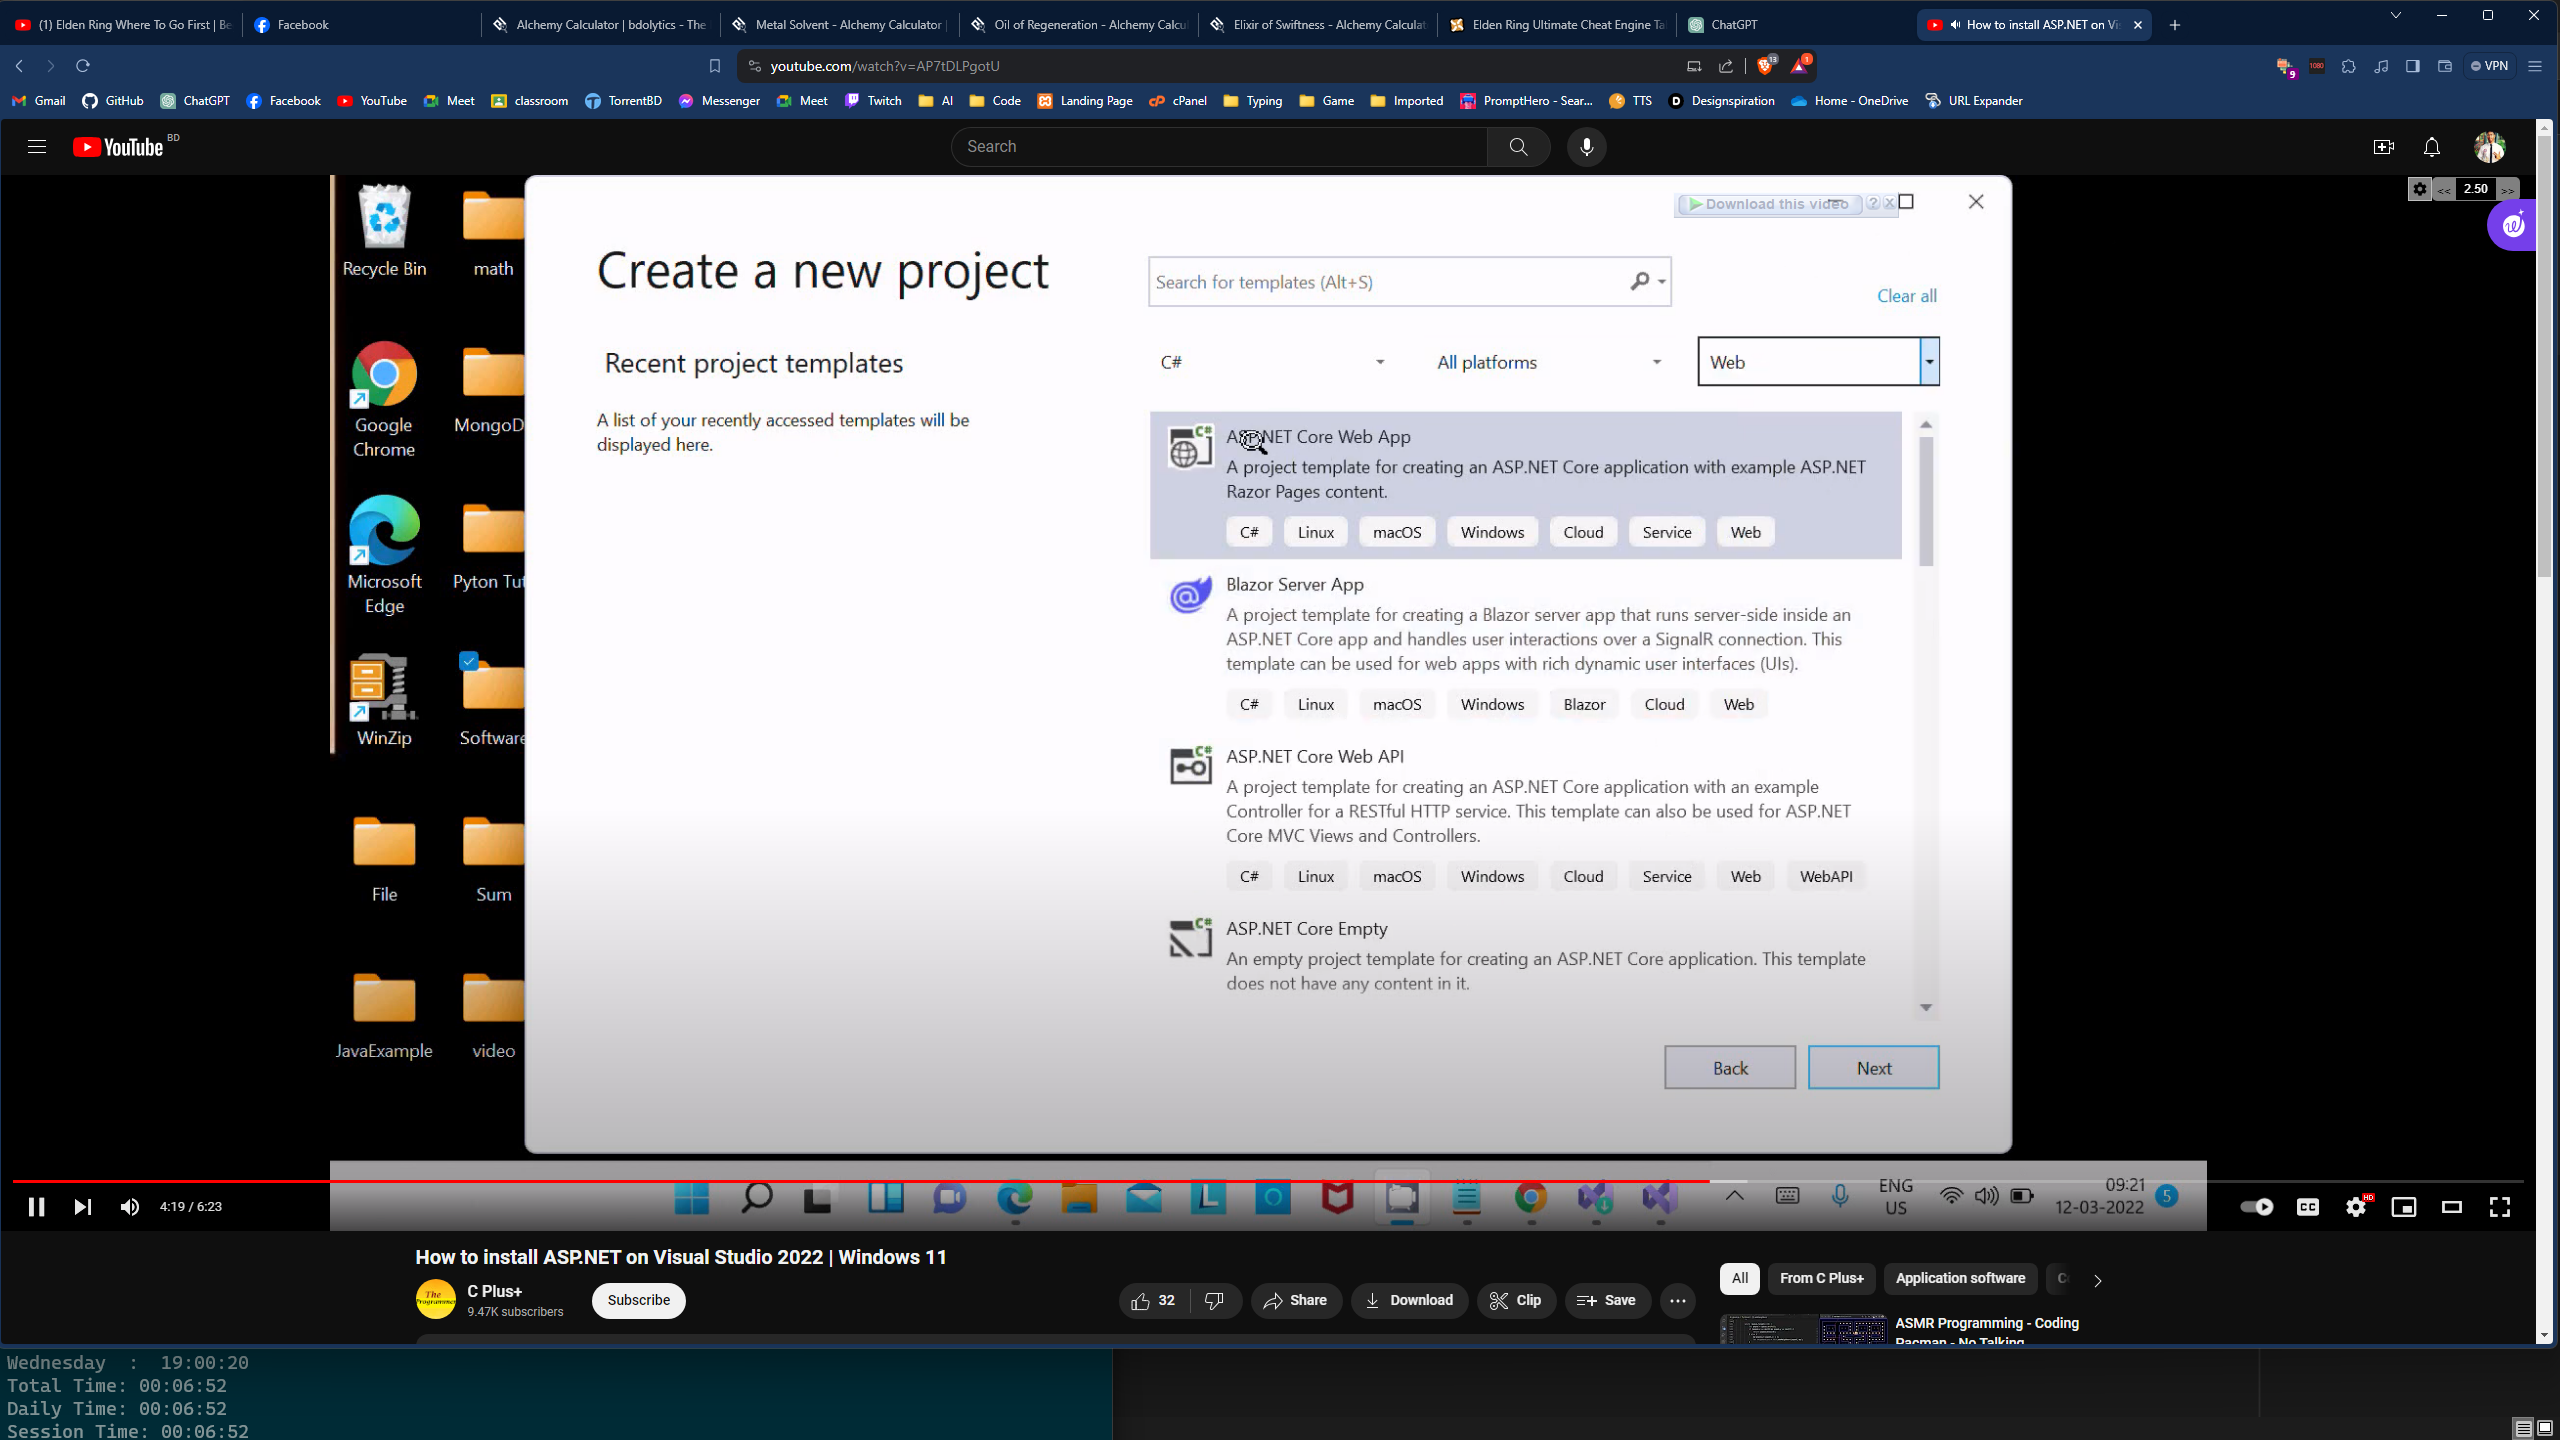 (1) Elden Ring Where To Go First | Be
Facebook
Alchemy Calculator | bdolytics - The
Metal Solvent - Alchemy Calculator |
Oil of Regeneration - Alchemy Calcul
Elixir of Swiftness - Alchemy Calculat
Elden Ring Ultimate Cheat Engine Ta
ChatGPT
How to install ASP.NET on Vi
youtube.com/watch?v=AP7tDLPgotU
13
1
9
1080
VPN
Gmail
GitHub
ChatGPT
Facebook
YouTube
Meet
classroom
TorrentBD
Messenger
Meet
Twitch
AI
Code
Landing Page
cPanel
Typing
Game
Imported
PromptHero - Sear...
TTS
Designspiration
Home - OneDrive
URL Expander
YouTube BD
Search
<< 2.50 >>
Download this video
Recycle Bin
math
Google
Chrome
MongoD
Microsoft
Edge
Pyton Tut
WinZip
Software
File
Sum
JavaExample
video
Create a new project
Search for templates (Alt+S)
Clear all
Recent project templates
A list of your recently accessed templates will be
displayed here.
C#
All platforms
Web
ASP.NET Core Web App
A project template for creating an ASP.NET Core application with example ASP.NET
Razor Pages content.
C# Linux macOS Windows Cloud Service Web
Blazor Server App
A project template for creating a Blazor server app that runs server-side inside an
ASP.NET Core app and handles user interactions over a SignalR connection. This
template can be used for web apps with rich dynamic user interfaces (UIs).
C# Linux macOS Windows Blazor Cloud Web
ASP.NET Core Web API
A project template for creating an ASP.NET Core application with an example
Controller for a RESTful HTTP service. This template can also be used for ASP.NET
Core MVC Views and Controllers.
C# Linux macOS Windows Cloud Service Web WebAPI
ASP.NET Core Empty
An empty project template for creating an ASP.NET Core application. This template
does not have any content in it.
Back
Next
4:19 / 6:23
ENG
US
09:21
12-03-2022
5
CC
HD
How to install ASP.NET on Visual Studio 2022 | Windows 11
The
Programmer
C Plus+
9.47K subscribers
Subscribe
32
Share
Download
Clip
Save
All
From C Plus+
Application software
ASMR Programming - Coding
Pacman - No Talking
Wednesday : 19:00:20
Total Time: 00:06:52
Daily Time: 00:06:52
Session Time: 00:06:52